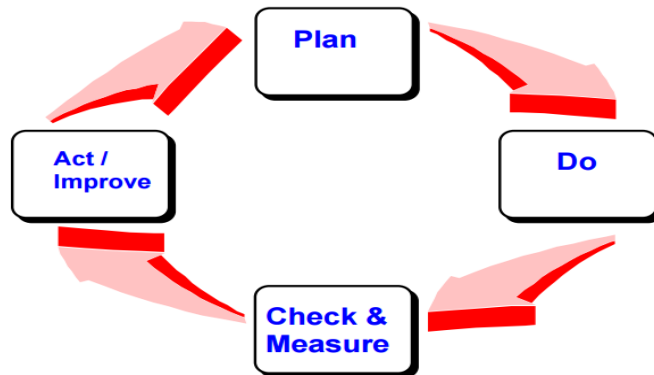 Plan
Do
Check &
Measure
Act /
Improve